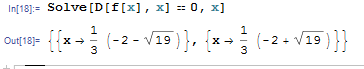 In[18]:= Solve[D[f[x], x] == 0, x]
Out[18]= {{x → 1/3 (-2 - √19)}, {x → 1/3 (-2 + √19)}}